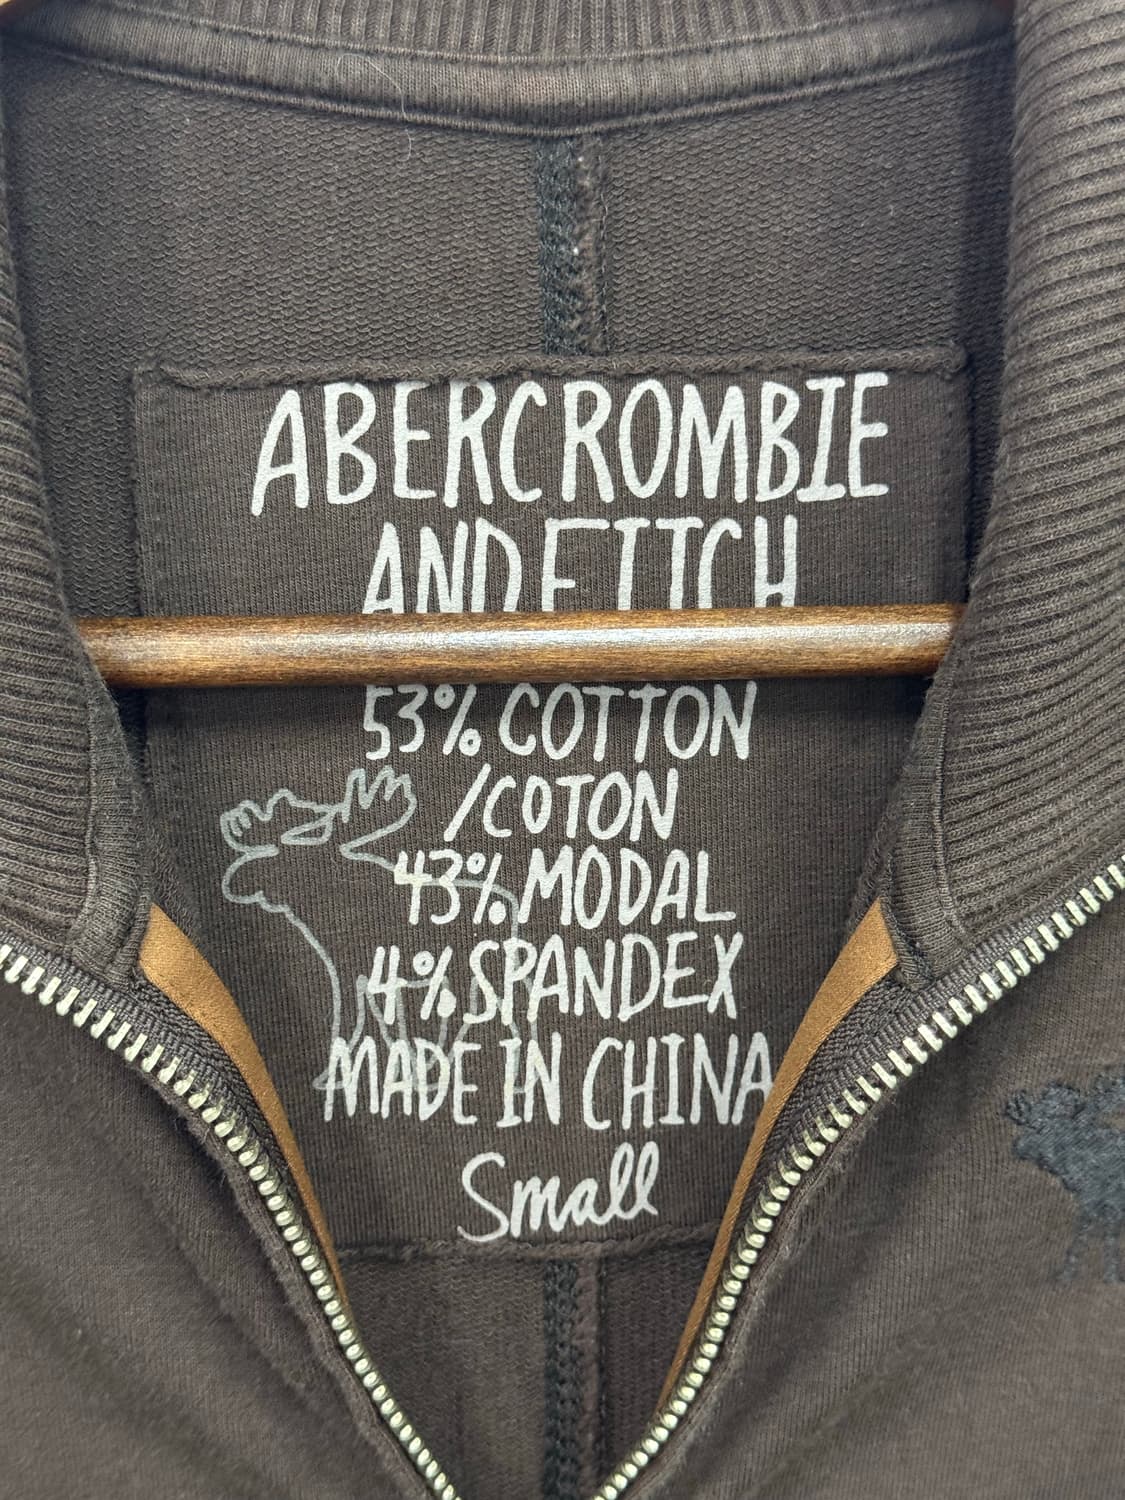 ABERCROMBIE
AND FITCH
53% COTTON
/COTON
43% MODAL
4% SPANDEX
MADE IN CHINA
Small